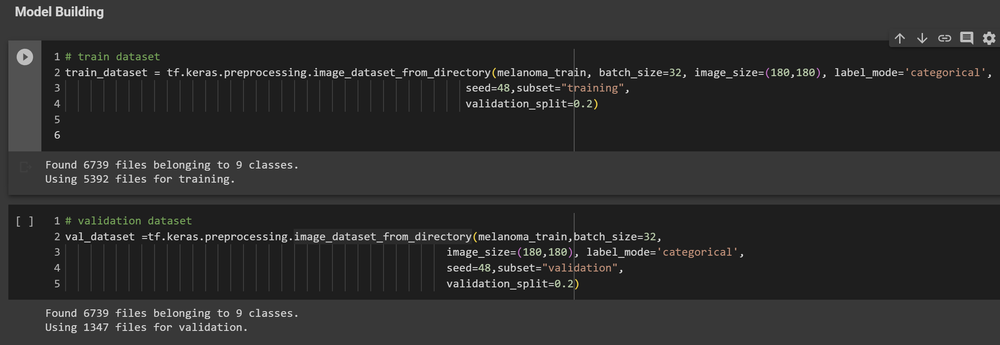 Model Building
1 # train dataset
2 train_dataset = tf.keras.preprocessing.image_dataset_from_directory(melanoma_train, batch_size=32, image_size=(180,180), label_mode='categorical',
3 seed=48,subset="training",
4 validation_split=0.2)
5
6
Found 6739 files belonging to 9 classes.
Using 5392 files for training.
[ ] 1 # validation dataset
2 val_dataset =tf.keras.preprocessing.image_dataset_from_directory(melanoma_train,batch_size=32,
3 image_size=(180,180), label_mode='categorical',
4 seed=48,subset="validation",
5 validation_split=0.2)
Found 6739 files belonging to 9 classes.
Using 1347 files for validation.